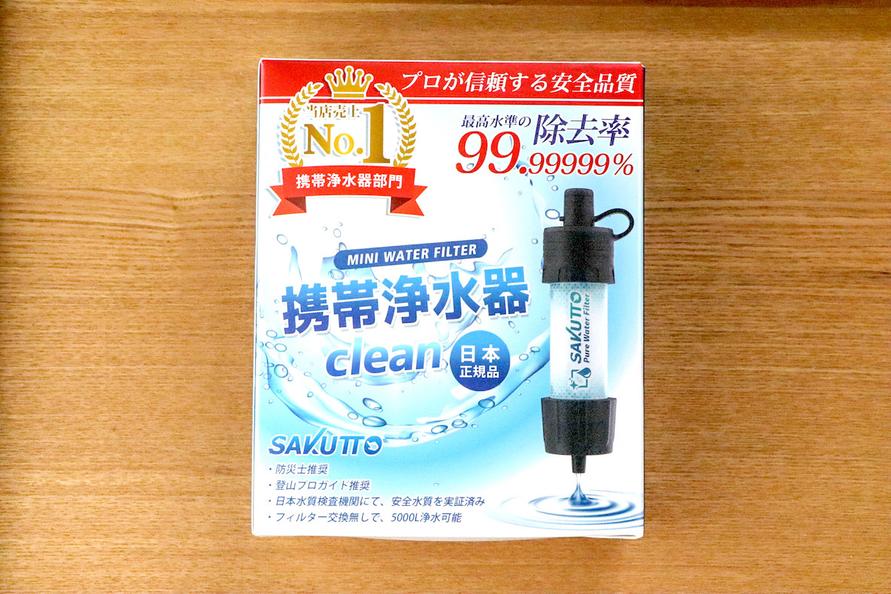 プロが信頼する安全品質
当店売上
No.1
携帯浄水器部門
最高水準の除去率
99.99999%
MINI WATER FILTER
携帯浄水器
clean
日本
正規品
SAKUTTO
Pure Water Filter
SAKUTTO
・防災士推奨
・登山プロガイド推奨
・日本水質検査機関にて、安全水質を実証済み
・フィルター交換無しで、5000L浄水可能